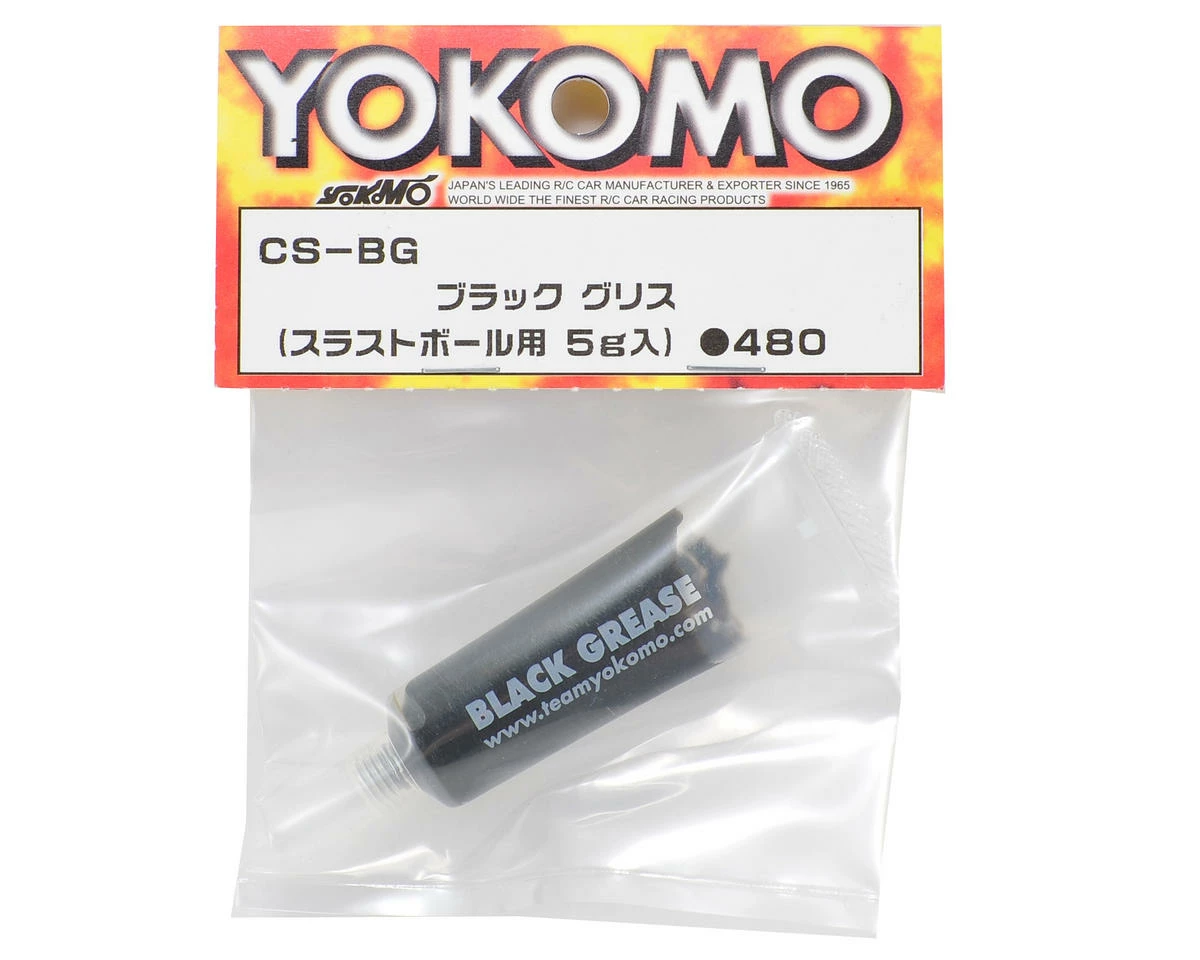 YOKOMO
YOKOMO JAPAN'S LEADING R/C CAR MANUFACTURER & EXPORTER SINCE 1965
WORLD WIDE THE FINEST R/C CAR RACING PRODUCTS
CS-BG
ブラック グリス
(スラストボール用 5g入) ●480
BLACK GREASE
www.teamyokomo.com